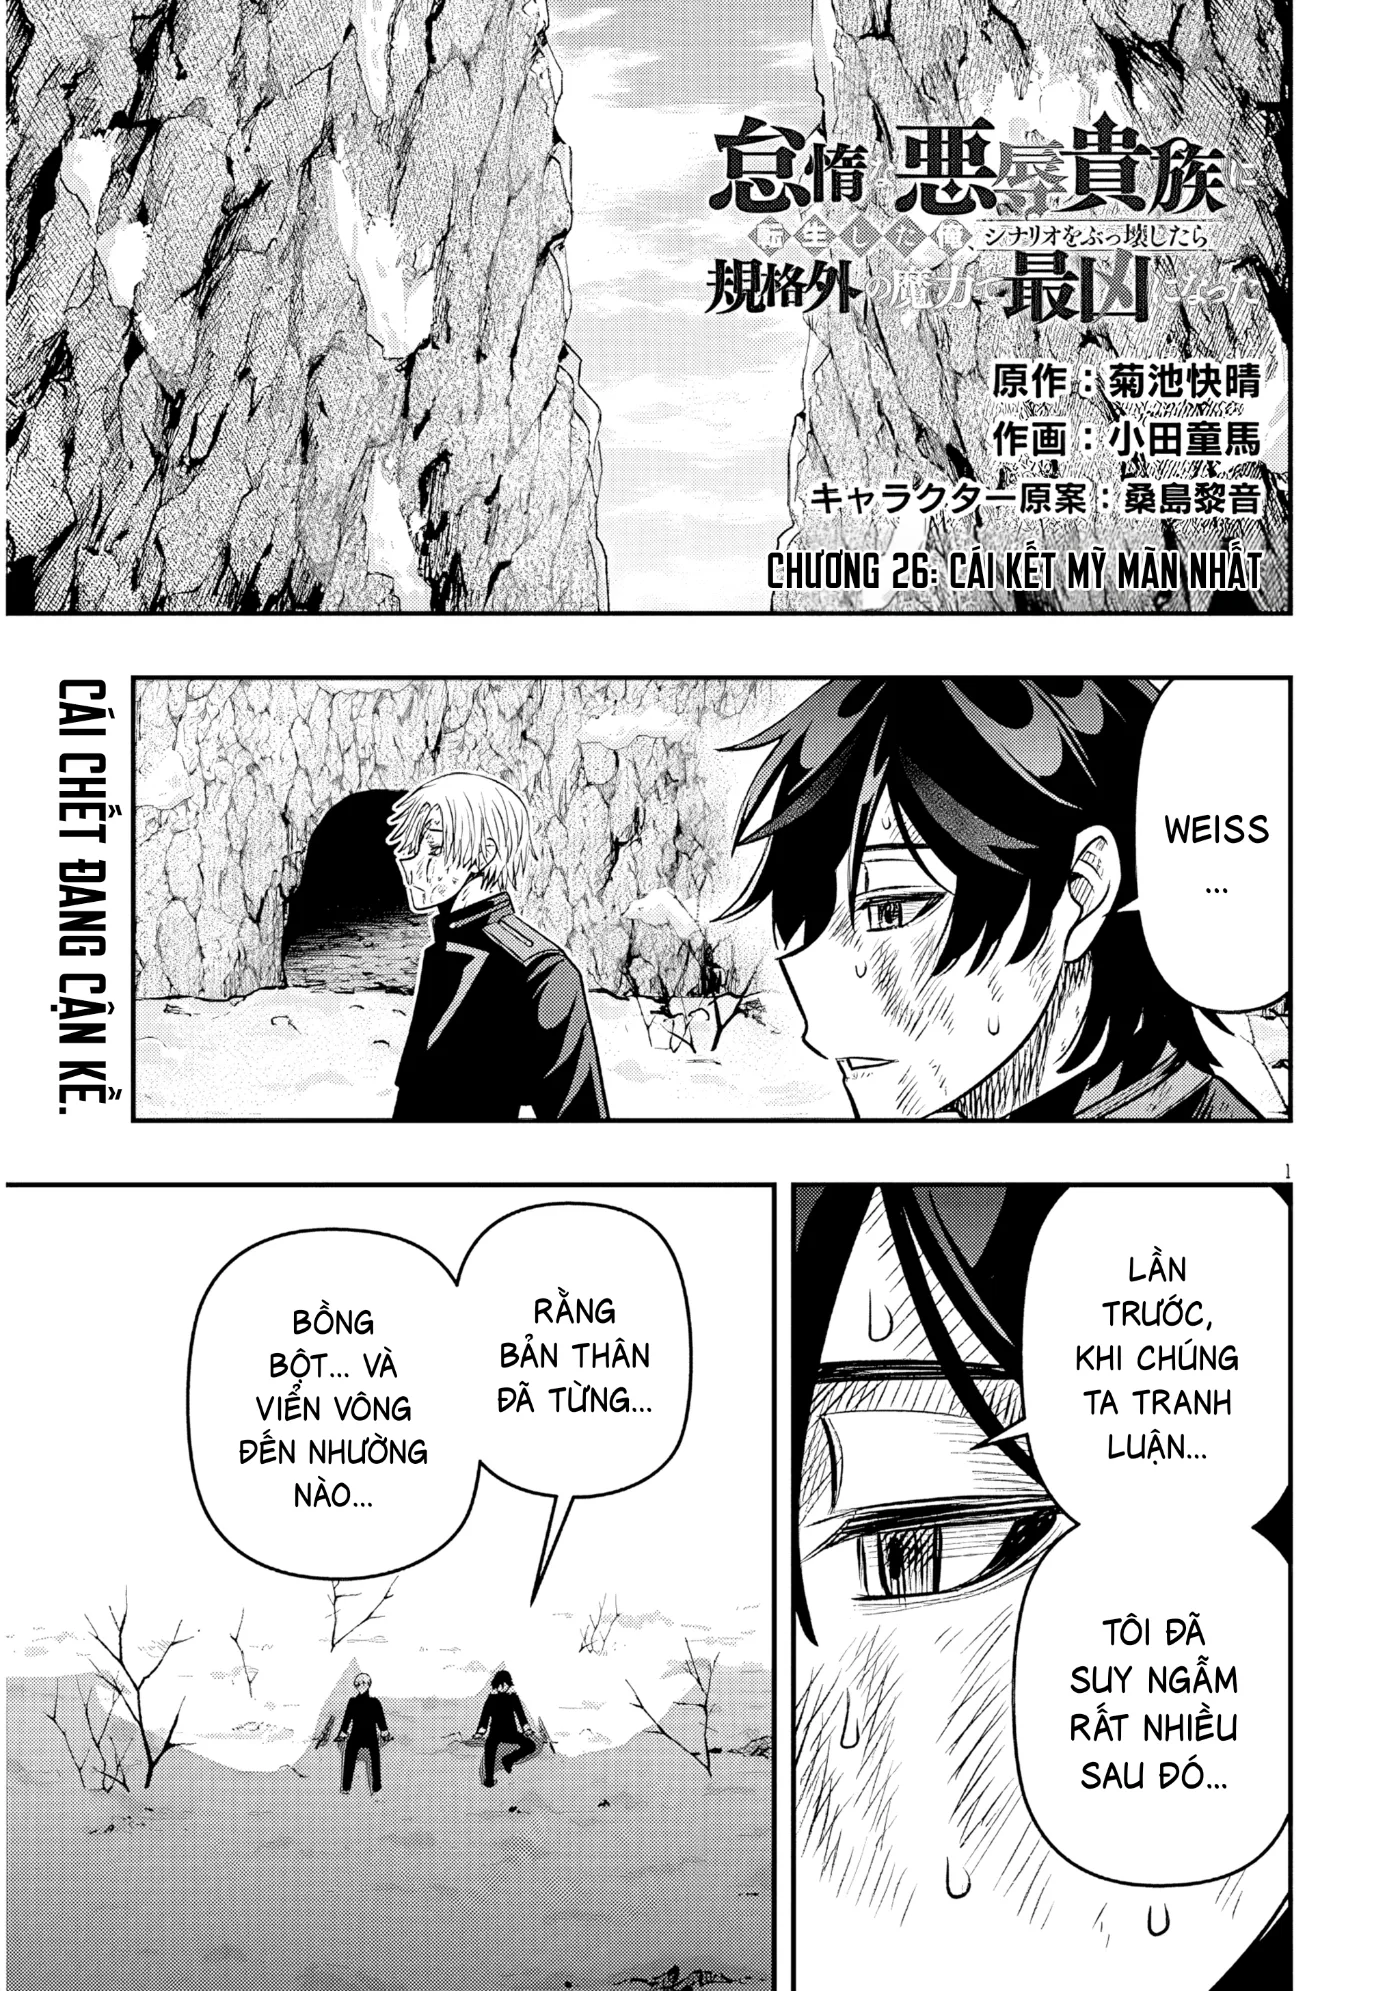 怠惰な悪辱貴族に
転生した俺、シナリオをぶっ壊したら
規格外の魔力で最凶になった
原作：菊池快晴
作画：小田童馬
キャラクター原案：桑島黎音
CHƯƠNG 26: CÁI KẾT MỸ MÃN NHẤT
CÁI CHẾT ĐANG CẬN KỀ.
WEISS
...
1
LẦN
TRƯỚC,
KHI CHÚNG
TA TRANH
LUẬN...
TÔI ĐÃ
SUY NGẪM
RẤT NHIỀU
SAU ĐÓ...
RẰNG
BẢN THÂN
ĐÃ TỪNG...
BỒNG
BỘT... VÀ
VIỂN VÔNG
ĐẾN NHƯỜNG
NÀO...